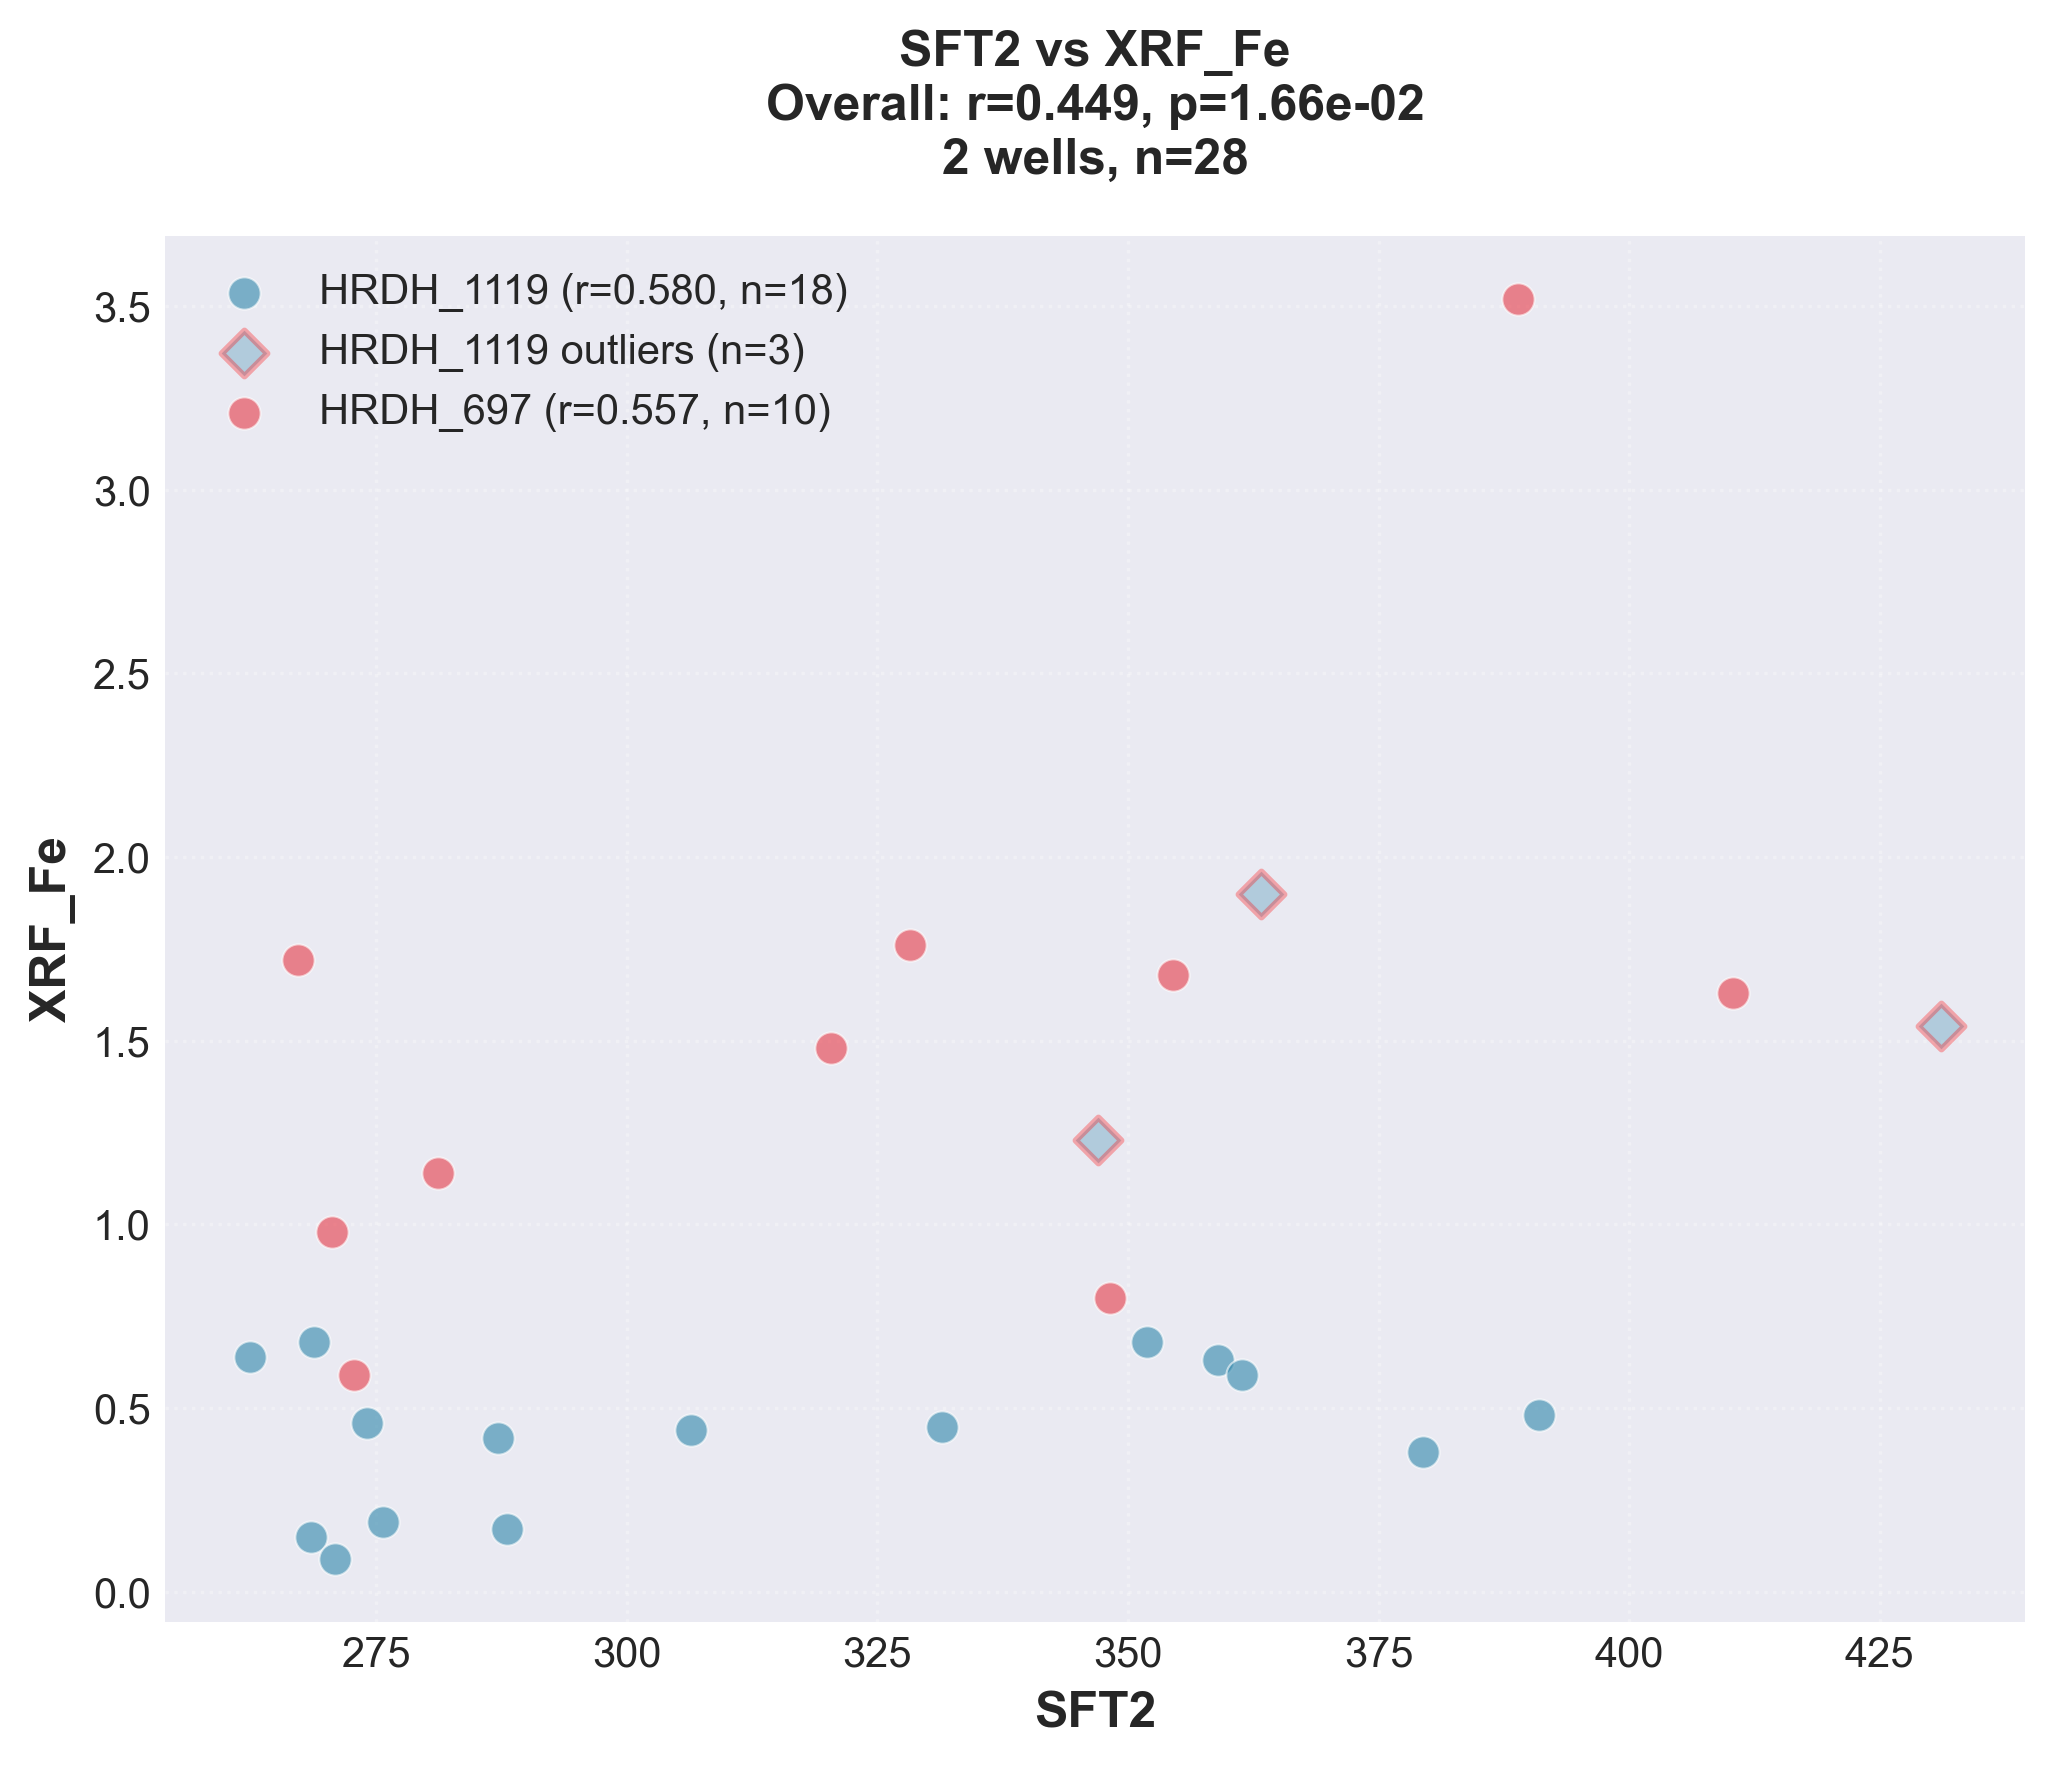 SFT2 vs XRF_Fe
Overall: r=0.449, p=1.66e-02
2 wells, n=28
HRDH_1119 (r=0.580, n=18)
HRDH_1119 outliers (n=3)
HRDH_697 (r=0.557, n=10)
XRF_Fe
3.5
3.0
2.5
2.0
1.5
1.0
0.5
0.0
275 300 325 350 375 400 425
SFT2